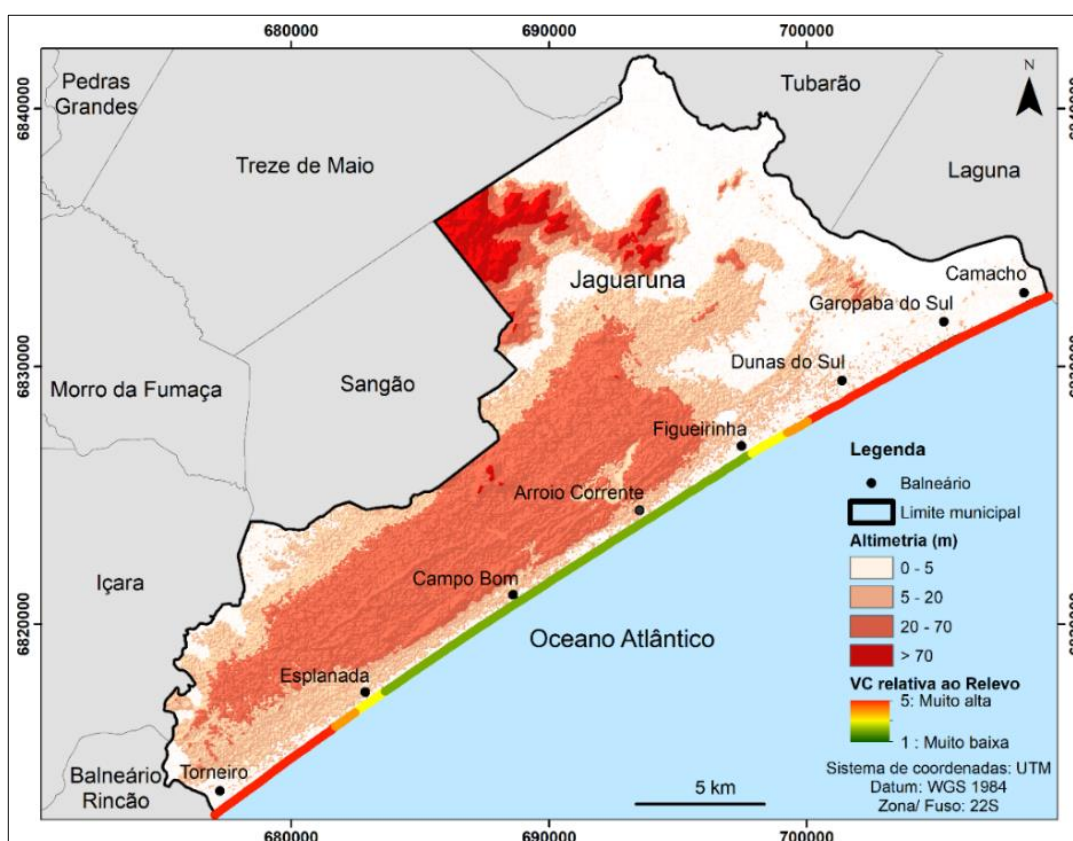 680000
690000
700000
Pedras
Grandes
Tubarão
N
6840000
Treze de Maio
Laguna
Jaguaruna
Camacho
Garopaba do Sul
6830000
Dunas do Sul
Morro da Fumaça
Sangão
Figueirinha
Legenda
Arroio Corrente
Balneário
Limite municipal
Altimetria (m)
Içara
0 - 5
Campo Bom
5 - 20
6820000
Oceano Atlântico
20 - 70
> 70
Esplanada
VC relativa ao Relevo
5: Muito alta
1 : Muito baixa
Balneário
Rincão
Torneiro
5 km
Sistema de coordenadas: UTM
Datum: WGS 1984
Zona/ Fuso: 22S
680000
690000
700000